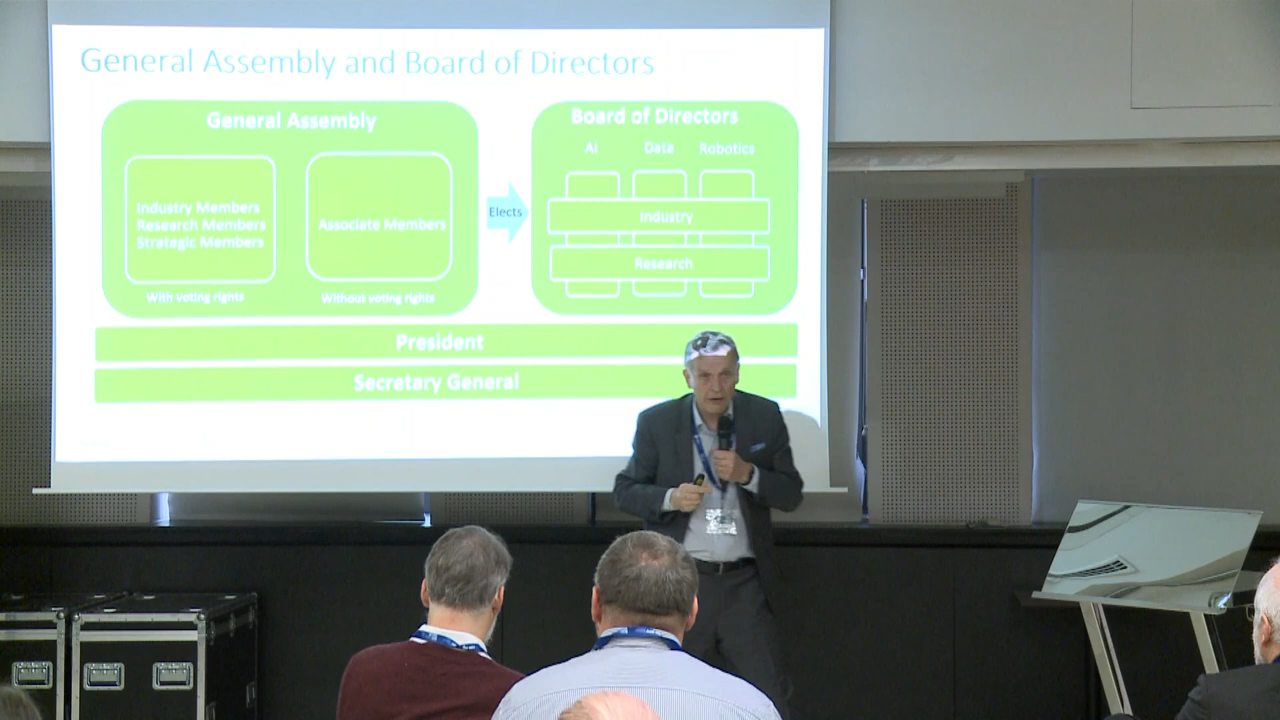 General Assembly and Board of Directors
General Assembly
Industry Members
Research Members
Strategic Members
With voting rights
Associate Members
Without voting rights
Elects
Board of Directors
AI Data Robotics
Industry
Research
President
Secretary General